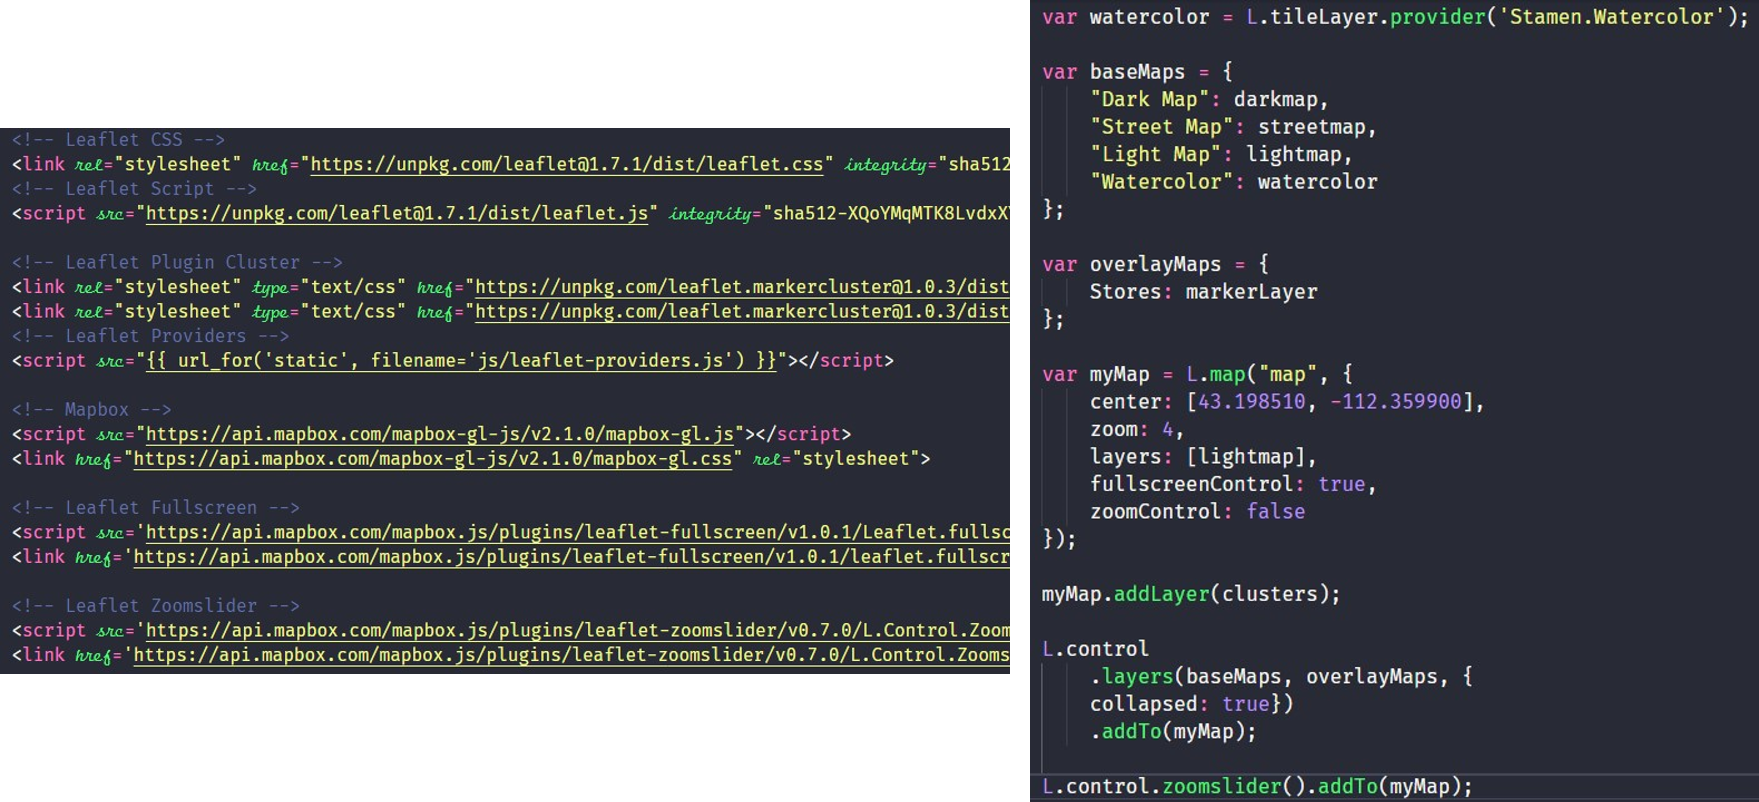 <!-- Leaflet CSS -->
<link rel="stylesheet" href="https://unpkg.com/leaflet@1.7.1/dist/leaflet.css" integrity="sha512
<!-- Leaflet Script -->
<script src="https://unpkg.com/leaflet@1.7.1/dist/leaflet.js" integrity="sha512-XQoYMqMTK8LvdxX
<!-- Leaflet Plugin Cluster -->
<link rel="stylesheet" type="text/css" href="https://unpkg.com/leaflet.markercluster@1.0.3/dist
<link rel="stylesheet" type="text/css" href="https://unpkg.com/leaflet.markercluster@1.0.3/dist
<!-- Leaflet Providers -->
<script src="{{ url_for('static', filename='js/leaflet-providers.js') }}"></script>
<!-- Mapbox -->
<script src="https://api.mapbox.com/mapbox-gl-js/v2.1.0/mapbox-gl.js"></script>
<link href="https://api.mapbox.com/mapbox-gl-js/v2.1.0/mapbox-gl.css" rel="stylesheet">
<!-- Leaflet Fullscreen -->
<script src='https://api.mapbox.com/mapbox.js/plugins/leaflet-fullscreen/v1.0.1/Leaflet.fullsc
<link href='https://api.mapbox.com/mapbox.js/plugins/leaflet-fullscreen/v1.0.1/leaflet.fullscr
<!-- Leaflet Zoomslider -->
<script src='https://api.mapbox.com/mapbox.js/plugins/leaflet-zoomslider/v0.7.0/L.Control.Zoom
<link href='https://api.mapbox.com/mapbox.js/plugins/leaflet-zoomslider/v0.7.0/L.Control.Zooms
var watercolor = L.tileLayer.provider('Stamen.Watercolor');
var baseMaps = {
"Dark Map": darkmap,
"Street Map": streetmap,
"Light Map": lightmap,
"Watercolor": watercolor
};
var overlayMaps = {
Stores: markerLayer
};
var myMap = L.map("map", {
center: [43.198510, -112.359900],
zoom: 4,
layers: [lightmap],
fullscreenControl: true,
zoomControl: false
});
myMap.addLayer(clusters);
L.control
.layers(baseMaps, overlayMaps, {
collapsed: true})
.addTo(myMap);
L.control.zoomslider().addTo(myMap);